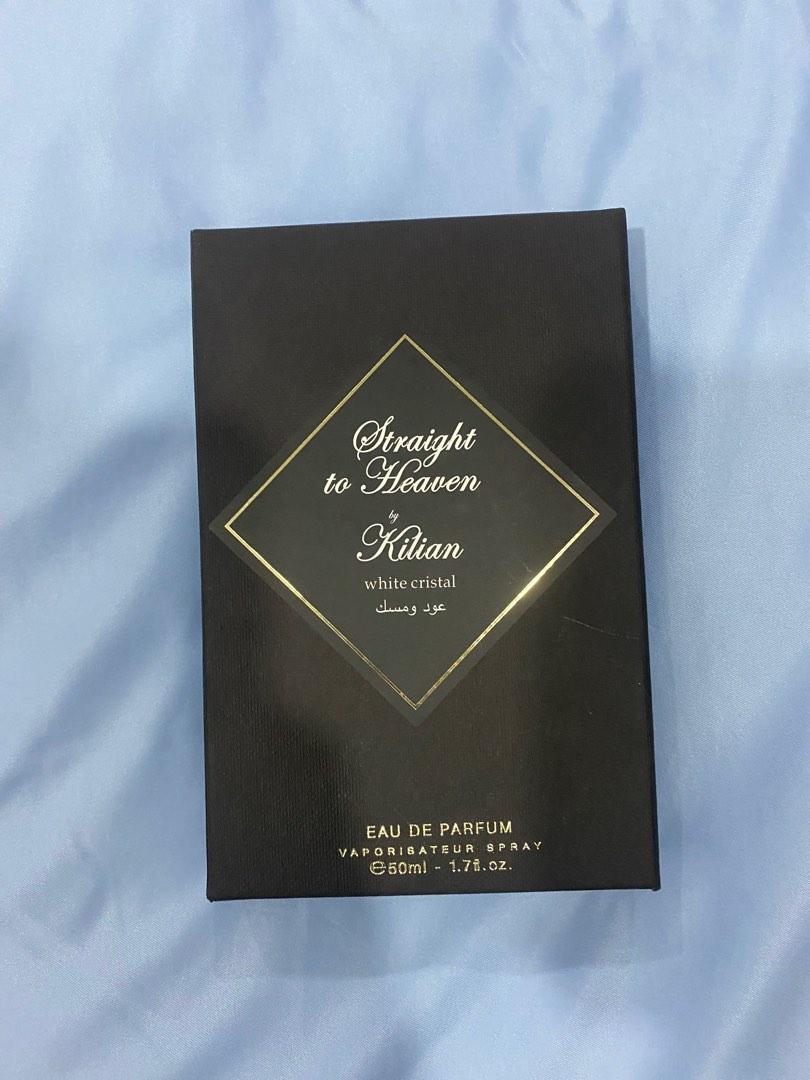 Straight
to Heaven
by
Kilian
white cristal
عود ومسك
EAU DE PARFUM
VAPORISATEUR SPRAY
℮50ml - 1.7fl.oz.